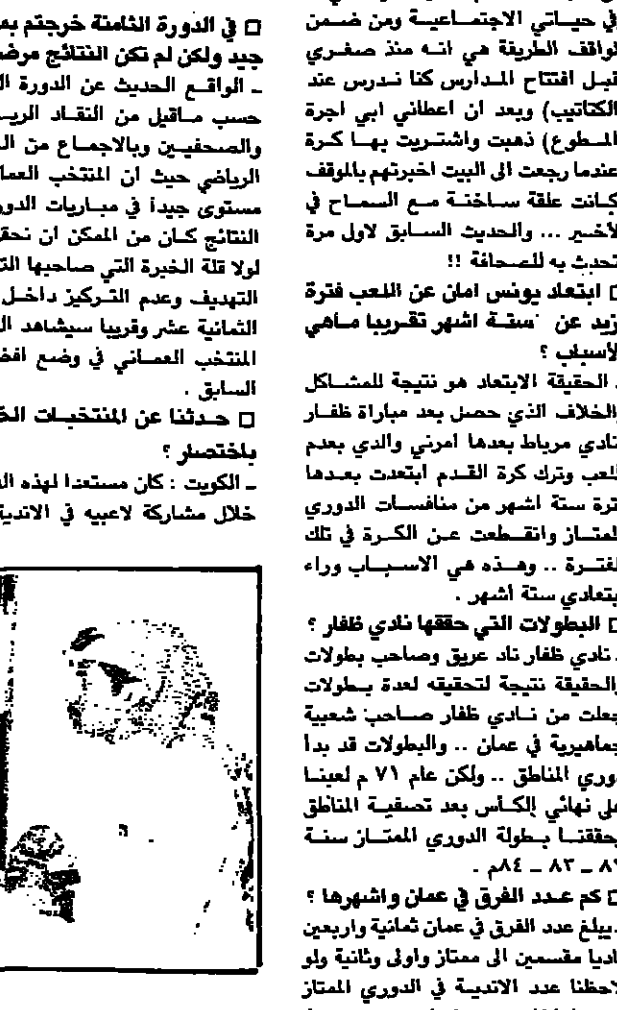 في حياتي الاجتماعية ومن ضمن
المواقف الطريفة هي انه منذ صغري
قبل افتتاح المدارس كنا ندرس عند
(الكتاتيب) وبعد ان اعطاني ابي اجرة
(المطوع) ذهبت واشتريت بها كرة
عندما رجعت الى البيت اخبرتهم بالموقف
كانت علقة ساخنة مع السماح في
الأخير ... والحديث السابق لاول مرة
تحدث به للصحافة !!
□ ابتعاد يونس امان عن اللعب فترة
تزيد عن ستة اشهر تقريبا ماهي
الأسباب ؟
ـ الحقيقة الابتعاد هو نتيجة للمشاكل
والخلاف الذي حصل بعد مباراة ظفار
نادي مرباط بعدها امرني والدي بعدم
اللعب وترك كرة القدم ابتعدت بعدها
فترة ستة اشهر من منافسات الدوري
الممتاز وانقطعت عن الكرة في تلك
الفترة .. وهذه هي الاسباب وراء
ابتعادي ستة أشهر .
□ البطولات التي حققها نادي ظفار ؟
ـ نادي ظفار ناد عريق وصاحب بطولات
والحقيقة نتيجة لتحقيقه لعدة بطولات
جعلت من نادي ظفار صاحب شعبية
جماهيرية في عمان .. والبطولات قد بدأ
دوري المناطق .. ولكن عام ٧١ م لعبنا
على نهائي الكأس بعد تصفية المناطق
وحققنا بطولة الدوري الممتاز سنة
ـ ٨٣ ـ ٨٤م .
□ كم عدد الفرق في عمان واشهرها ؟
ـ يبلغ عدد الفرق في عمان ثمانية واربعين
ناديا مقسمين الى ممتاز واولى وثانية ولو
لاحظنا عدد الاندية في الدوري الممتاز
□ في الدورة الثامنة خرجتم
جيد ولكن لم تكن النتائج
ـ الواقع الحديث عن الدورة
حسب ماقيل من النقاد
والصحفيين وبالاجماع من
الرياضي حيث ان المنتخب
مستوى جيدا في مباريات
النتائج كان من الممكن ان
لولا قلة الخبرة التي صاحبها
التهديف وعدم التركيز داخل
الثمانية عشر وقريبا سيشاهد
المنتخب العماني في وضع
السابق .
□ حدثنا عن المنتخبات
باختصار ؟
ـ الكويت : كان مستعدا لهذه
خلال مشاركة لاعبيه في